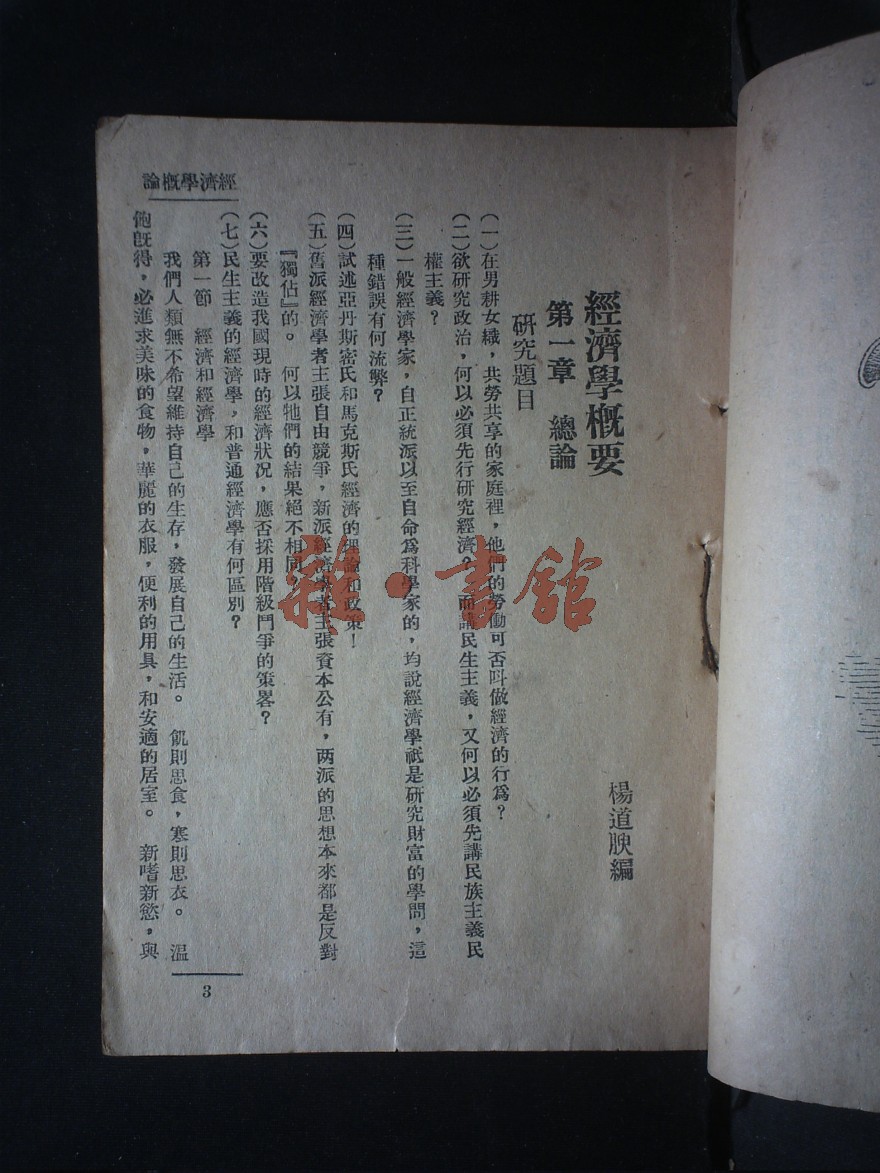 經濟學概要
楊道腴編
第一章　總論
研究題目
(一)在男耕女織，共勞共享的家庭裡，他們的勞働可否叫做經濟的行爲？
(二)欲研究政治，何以必須先行研究經濟？而講民生主義，又何以必須先講民族主義民
權主義？
(三)一般經濟學家，自正統派以至自命爲科學家的，均說經濟學祇是研究財富的學問，這
種錯誤有何流弊？
(四)試述亞丹斯密氏和馬克斯氏經濟的理論和政策！
(五)舊派經濟學者主張自由競爭，新派經濟學者主張資本公有，两派的思想本來都是反對
『獨佔』的。　何以牠們的結果絕不相同
(六)要改造我國現時的經濟狀況，應否採用階級鬥爭的策畧？
(七)民生主義的經濟學，和普通經濟學有何區別？
第一節　經濟和經濟學
我們人類無不希望維持自己的生存，發展自己的生活。　飢則思食，寒則思衣。　溫
飽既得，必進求美味的食物，華麗的衣服，便利的用具，和安適的居室。　新嗜新慾，與
經濟學概論
3
雜·書館